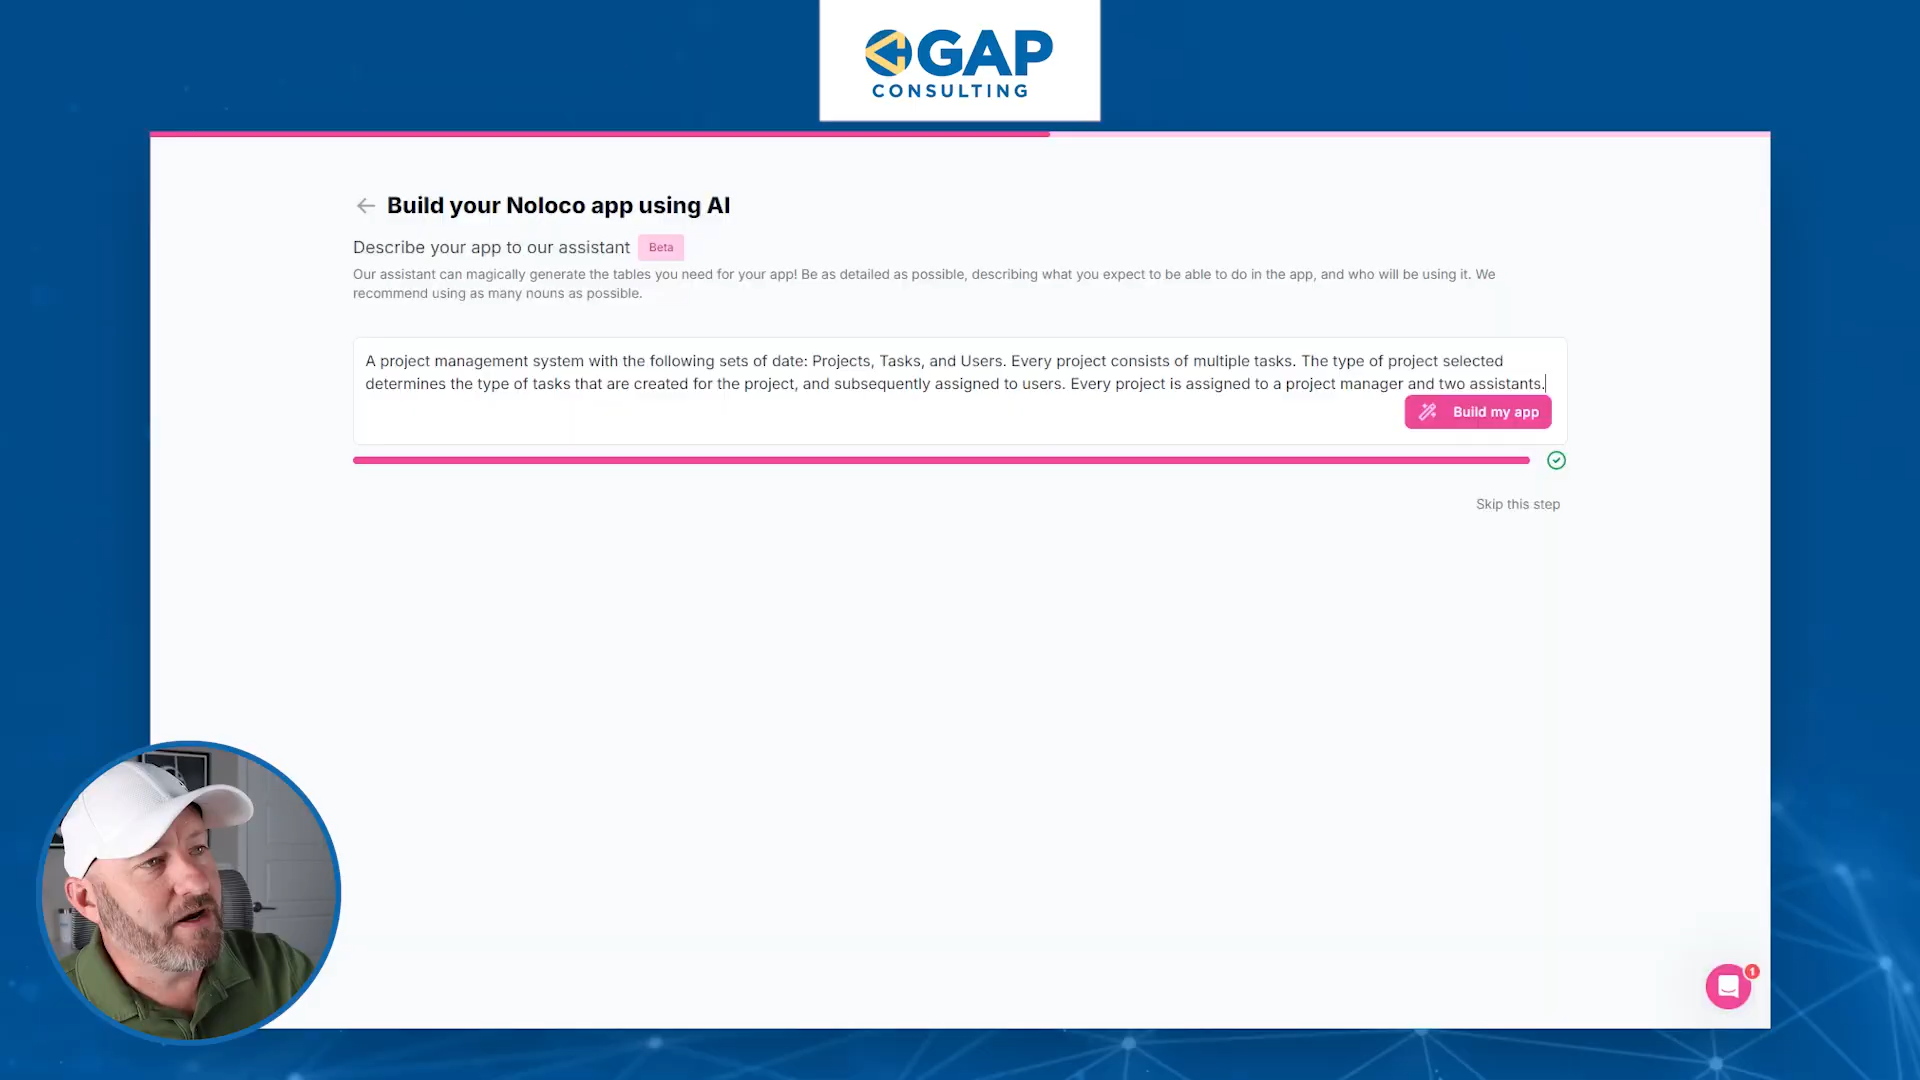 GAP
CONSULTING
Build your Noloco app using AI
Describe your app to our assistant Beta
Our assistant can magically generate the tables you need for your app! Be as detailed as possible, describing what you expect to be able to do in the app, and who will be using it. We
recommend using as many nouns as possible.
A project management system with the following sets of date: Projects, Tasks, and Users. Every project consists of multiple tasks. The type of project selected
determines the type of tasks that are created for the project, and subsequently assigned to users. Every project is assigned to a project manager and two assistants.
Build my app
Skip this step
1